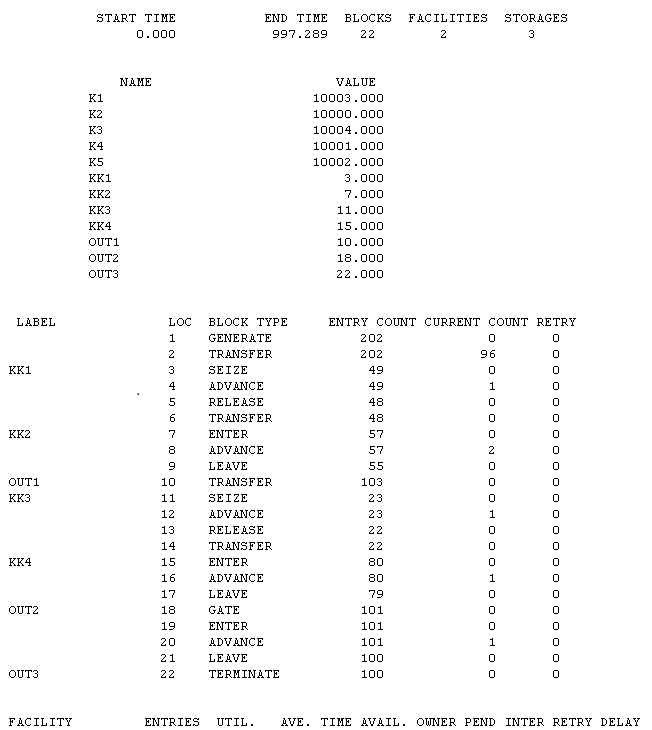 START TIME END TIME BLOCKS FACILITIES STORAGES
0.000 997.289 22 2 3
NAME VALUE
K1 10003.000
K2 10000.000
K3 10004.000
K4 10001.000
K5 10002.000
KK1 3.000
KK2 7.000
KK3 11.000
KK4 15.000
OUT1 10.000
OUT2 18.000
OUT3 22.000
LABEL LOC BLOCK TYPE ENTRY COUNT CURRENT COUNT RETRY
1 GENERATE 202 0 0
2 TRANSFER 202 96 0
KK1 3 SEIZE 49 0 0
4 ADVANCE 49 1 0
5 RELEASE 48 0 0
6 TRANSFER 48 0 0
KK2 7 ENTER 57 0 0
8 ADVANCE 57 2 0
9 LEAVE 55 0 0
OUT1 10 TRANSFER 103 0 0
KK3 11 SEIZE 23 0 0
12 ADVANCE 23 1 0
13 RELEASE 22 0 0
14 TRANSFER 22 0 0
KK4 15 ENTER 80 0 0
16 ADVANCE 80 1 0
17 LEAVE 79 0 0
OUT2 18 GATE 101 0 0
19 ENTER 101 0 0
20 ADVANCE 101 1 0
21 LEAVE 100 0 0
OUT3 22 TERMINATE 100 0 0
FACILITY ENTRIES UTIL. AVE. TIME AVAIL. OWNER PEND INTER RETRY DELAY